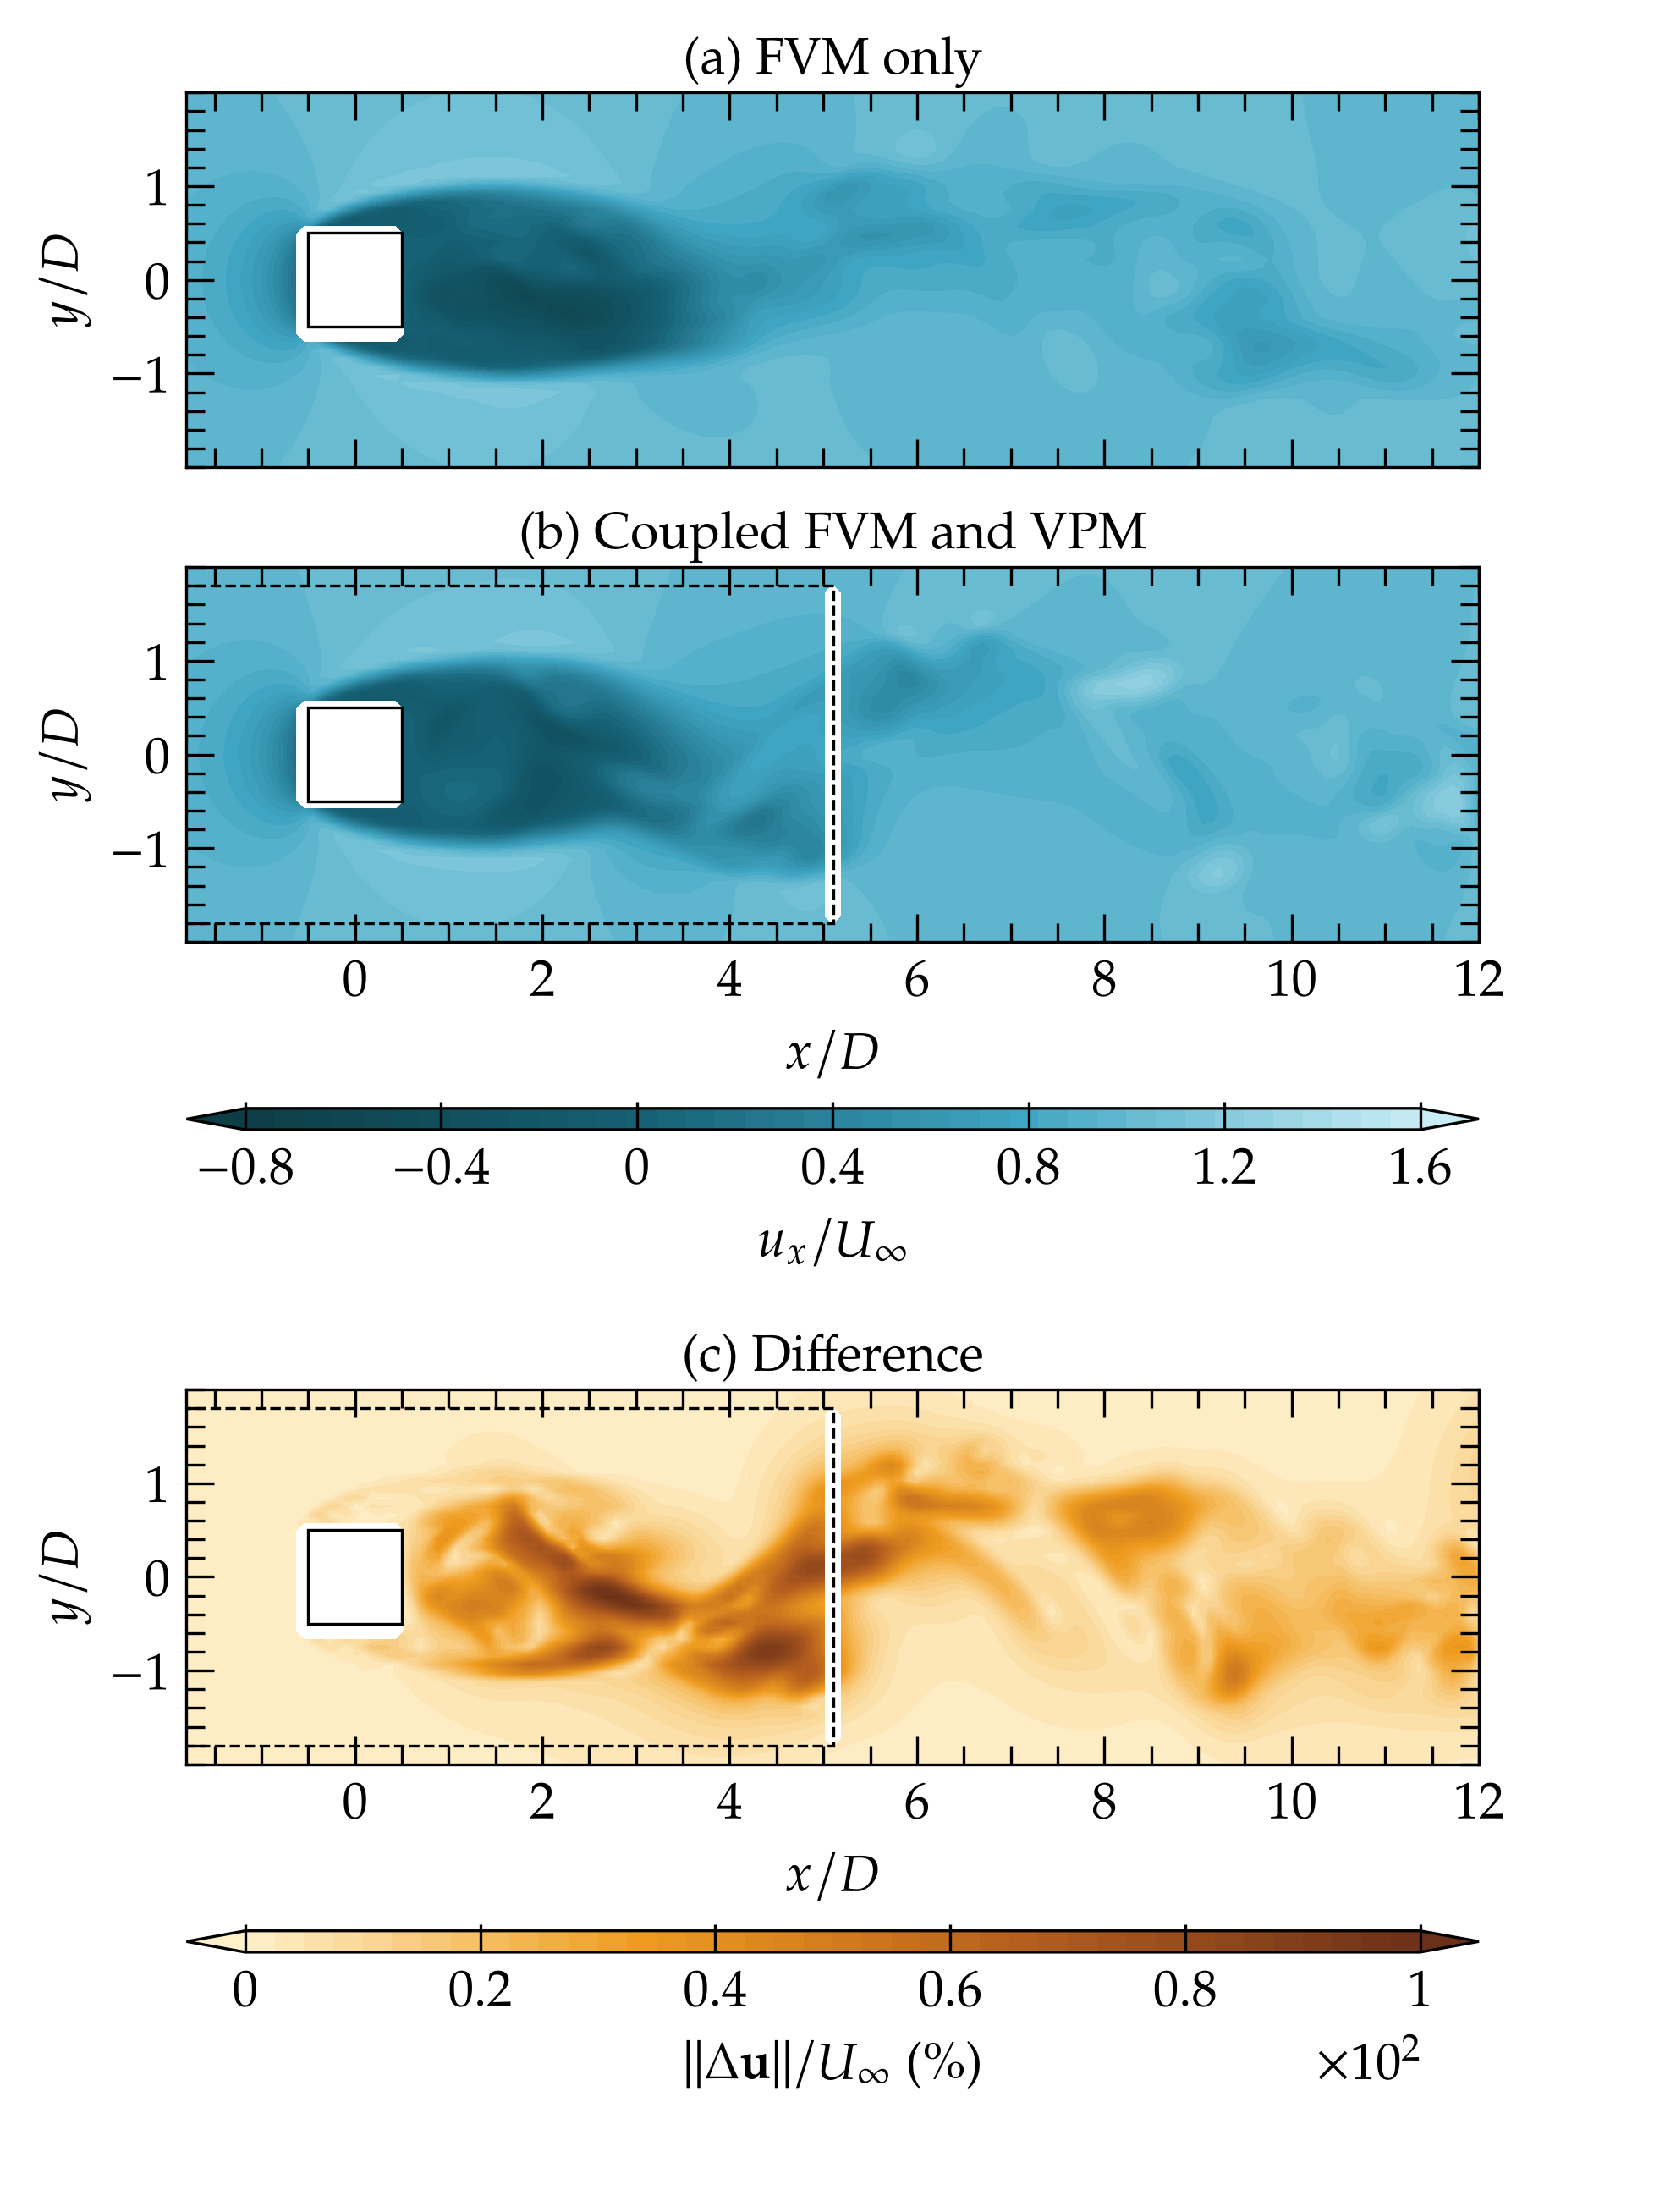 (a) FVM only
y/D
1
0
−1
(b) Coupled FVM and VPM
y/D
1
0
−1
0 2 4 6 8 10 12
x/D
−0.8 −0.4 0 0.4 0.8 1.2 1.6
u_x/U_∞
(c) Difference
y/D
1
0
−1
0 2 4 6 8 10 12
x/D
0 0.2 0.4 0.6 0.8 1
||Δu||/U_∞ (%) ×10²